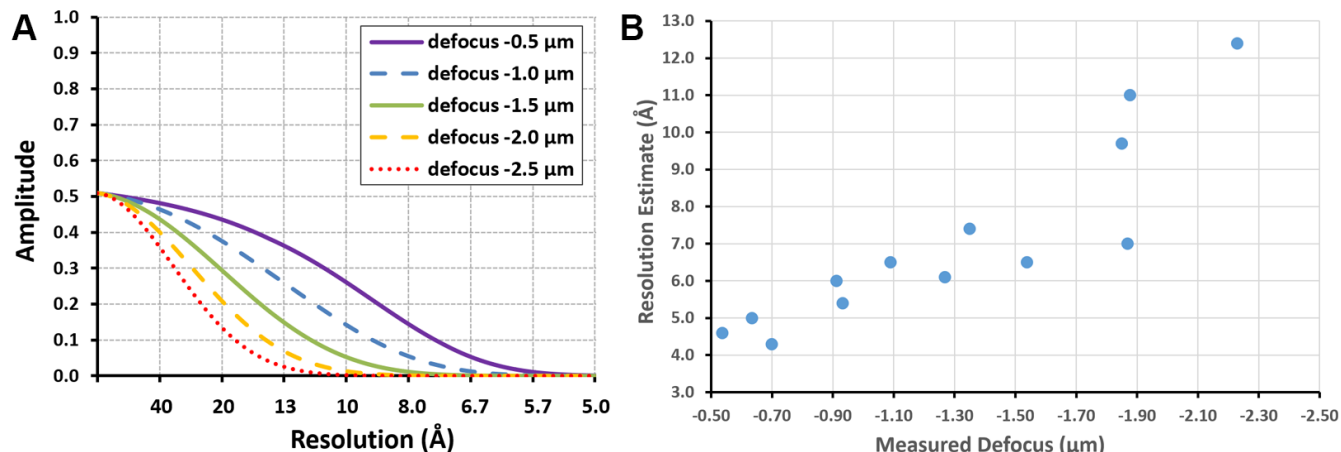 A
Amplitude
1.0
0.9
0.8
0.7
0.6
0.5
0.4
0.3
0.2
0.1
0.0
defocus -0.5 µm
defocus -1.0 µm
defocus -1.5 µm
defocus -2.0 µm
defocus -2.5 µm
40 20 13 10 8.0 6.7 5.7 5.0
Resolution (Å)
B
Resolution Estimate (Å)
13.0
12.0
11.0
10.0
9.0
8.0
7.0
6.0
5.0
4.0
3.0
-0.50 -0.70 -0.90 -1.10 -1.30 -1.50 -1.70 -1.90 -2.10 -2.30 -2.50
Measured Defocus (µm)